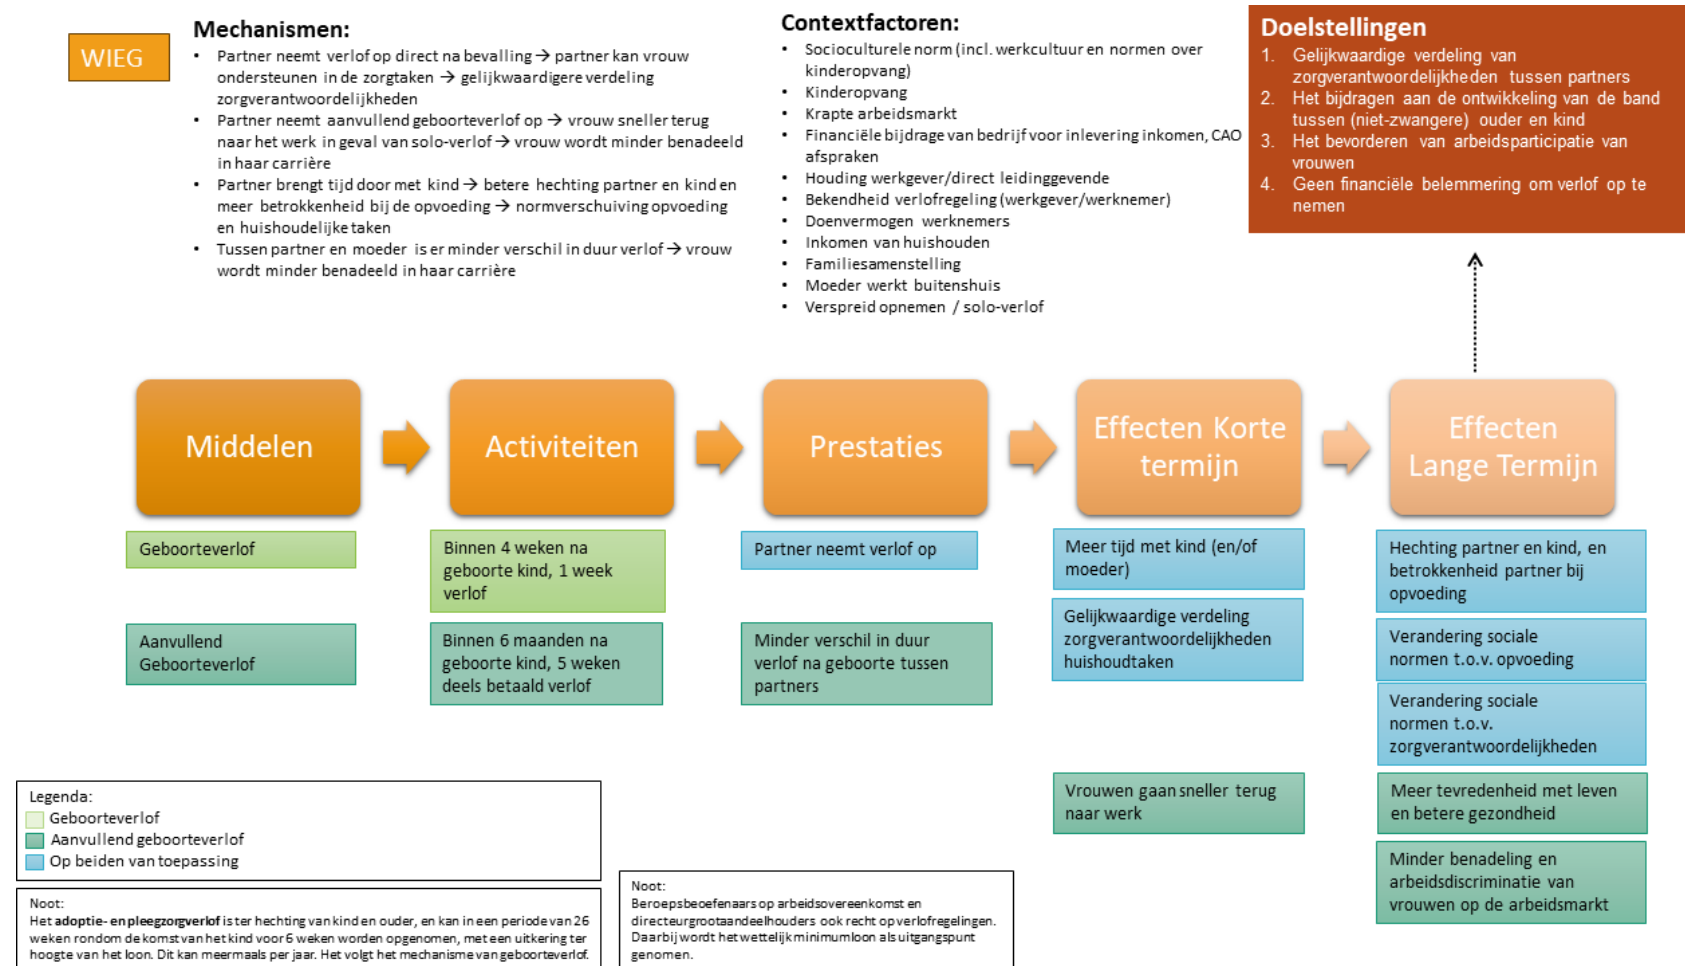 WIEG
Mechanismen:
• Partner neemt verlof op direct na bevalling → partner kan vrouw
ondersteunen in de zorgtaken → gelijkwaardigere verdeling
zorgverantwoordelijkheden
• Partner neemt aanvullend geboorteverlof op → vrouw sneller terug
naar het werk in geval van solo-verlof → vrouw wordt minder benadeeld
in haar carrière
• Partner brengt tijd door met kind → betere hechting partner en kind en
meer betrokkenheid bij de opvoeding → normverschuiving opvoeding
en huishoudelijke taken
• Tussen partner en moeder is er minder verschil in duur verlof → vrouw
wordt minder benadeeld in haar carrière
Contextfactoren:
• Socioculturele norm (incl. werkcultuur en normen over
kinderopvang)
• Kinderopvang
• Krapte arbeidsmarkt
• Financiële bijdrage van bedrijf voor inlevering inkomen, CAO
afspraken
• Houding werkgever/direct leidinggevende
• Bekendheid verlofregeling (werkgever/werknemer)
• Doenvermogen werknemers
• Inkomen van huishouden
• Familiesamenstelling
• Moeder werkt buitenshuis
• Verspreid opnemen / solo-verlof
Doelstellingen
1. Gelijkwaardige verdeling van
zorgverantwoordelijkheden tussen partners
2. Het bijdragen aan de ontwikkeling van de band
tussen (niet-zwangere) ouder en kind
3. Het bevorderen van arbeidsparticipatie van
vrouwen
4. Geen financiële belemmering om verlof op te
nemen
Middelen
Activiteiten
Prestaties
Effecten Korte
termijn
Effecten
Lange Termijn
Geboorteverlof
Aanvullend
Geboorteverlof
Binnen 4 weken na
geboorte kind, 1 week
verlof
Binnen 6 maanden na
geboorte kind, 5 weken
deels betaald verlof
Partner neemt verlof op
Minder verschil in duur
verlof na geboorte tussen
partners
Meer tijd met kind (en/of
moeder)
Gelijkwaardige verdeling
zorgverantwoordelijkheden
huishoudtaken
Vrouwen gaan sneller terug
naar werk
Hechting partner en kind, en
betrokkenheid partner bij
opvoeding
Verandering sociale
normen t.o.v. opvoeding
Verandering sociale
normen t.o.v.
zorgverantwoordelijkheden
Meer tevredenheid met leven
en betere gezondheid
Minder benadeling en
arbeidsdiscriminatie van
vrouwen op de arbeidsmarkt
Legenda:
Geboorteverlof
Aanvullend geboorteverlof
Op beiden van toepassing
Noot:
Het adoptie- en pleegzorgverlof is ter hechting van kind en ouder, en kan in een periode van 26
weken rondom de komst van het kind voor 6 weken worden opgenomen, met een uitkering ter
hoogte van het loon. Dit kan meermaals per jaar. Het volgt het mechanisme van geboorteverlof.
Noot:
Beroepsbeoefenaars op arbeidsovereenkomst en
directeurgrootaandeelhouders ook recht op verlofregelingen.
Daarbij wordt het wettelijk minimumloon als uitgangspunt
genomen.